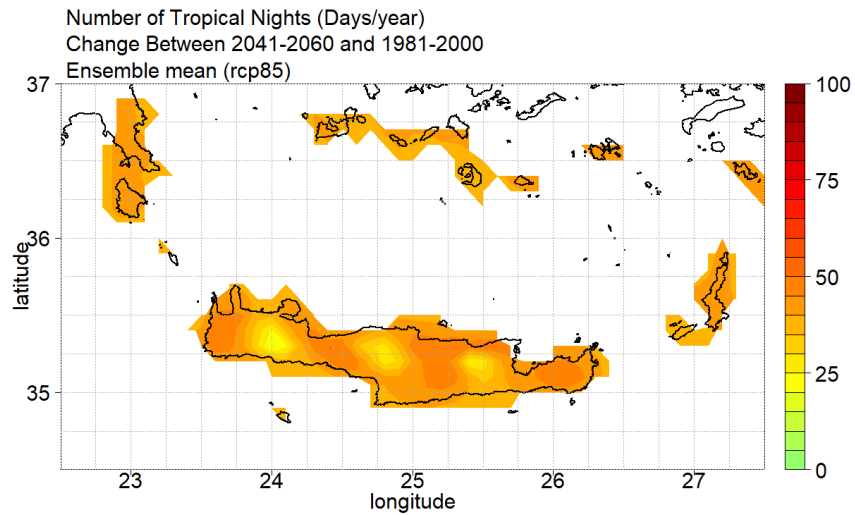 Number of Tropical Nights (Days/year)
Change Between 2041-2060 and 1981-2000
Ensemble mean (rcp85)
37
36
35
latitude
23
24
25
26
27
longitude
100
75
50
25
0